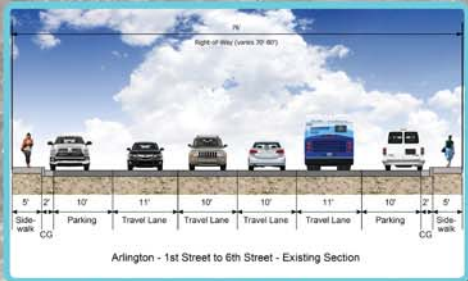 76'
Right-of-Way (varies 70'-80')
5' 2' 10' 11' 10' 10' 11' 10' 2' 5'
Side-walk CG Parking Travel Lane Travel Lane Travel Lane Travel Lane Parking CG Side-walk
Arlington - 1st Street to 6th Street - Existing Section